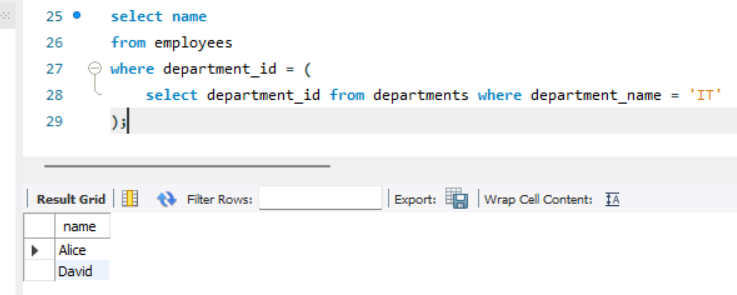 25 select name
26 from employees
27 where department_id = (
28 select department_id from departments where department_name = 'IT'
29 );
Result Grid Filter Rows: Export: Wrap Cell Content: IA
name
Alice
David